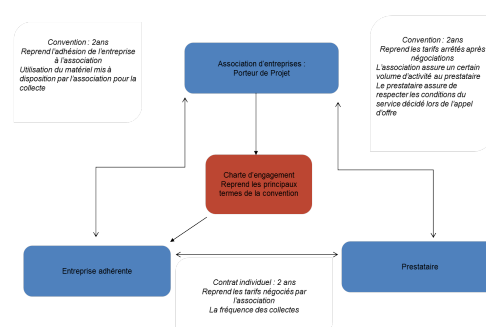 Convention : 2ans
Reprend l'adhésion de l'entreprise
à l'association
Utilisation du matériel mis à
disposition par l'association pour la
collecte
Association d'entreprises :
Porteur de Projet
Convention : 2ans
Reprend les tarifs arrêtés après
négociations
L'association assure un certain
volume d'activité au prestataire
Le prestataire assure de
respecter les conditions du
service décidé lors de l'appel
d'offre
Charte d'engagement
Reprend les principaux
termes de la convention
Entreprise adhérente
Prestataire
Contrat individuel : 2 ans
Reprend les tarifs négociés par
l'association
La fréquence des collectes